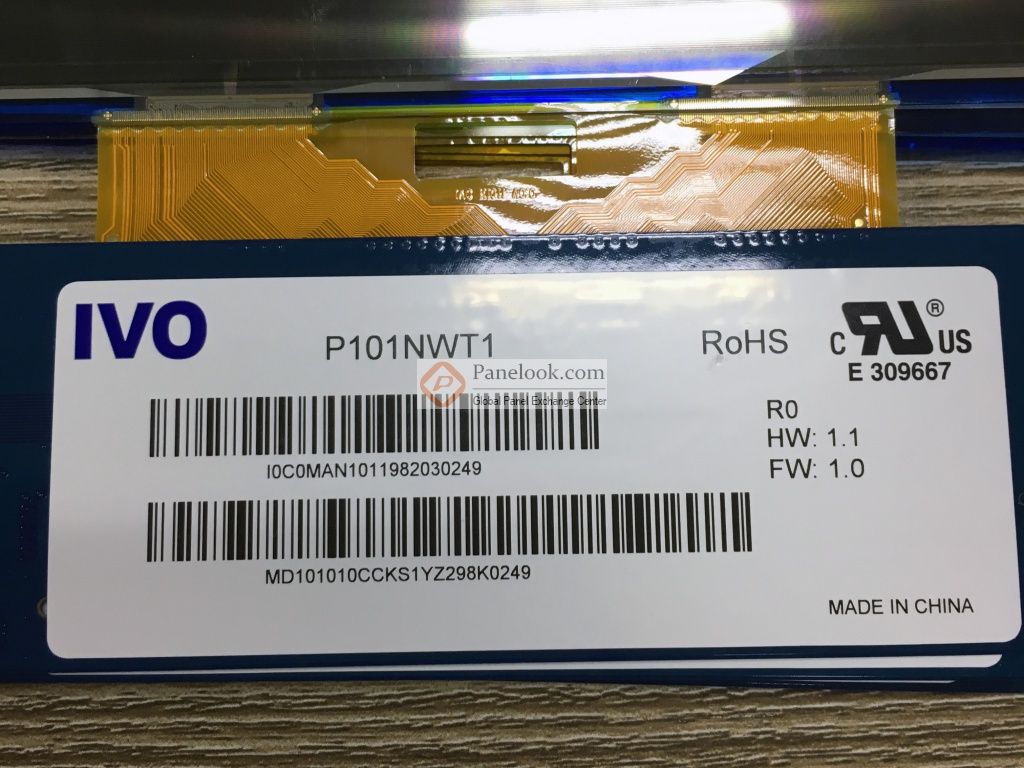 IVO
P101NWT1
RoHS
c RU ® US
E 309667
Panelook.com
Global Panel Exchange Center
R0
HW: 1.1
FW: 1.0
I0C0MAN1011982030249
MD101010CCKS1YZ298K0249
MADE IN CHINA